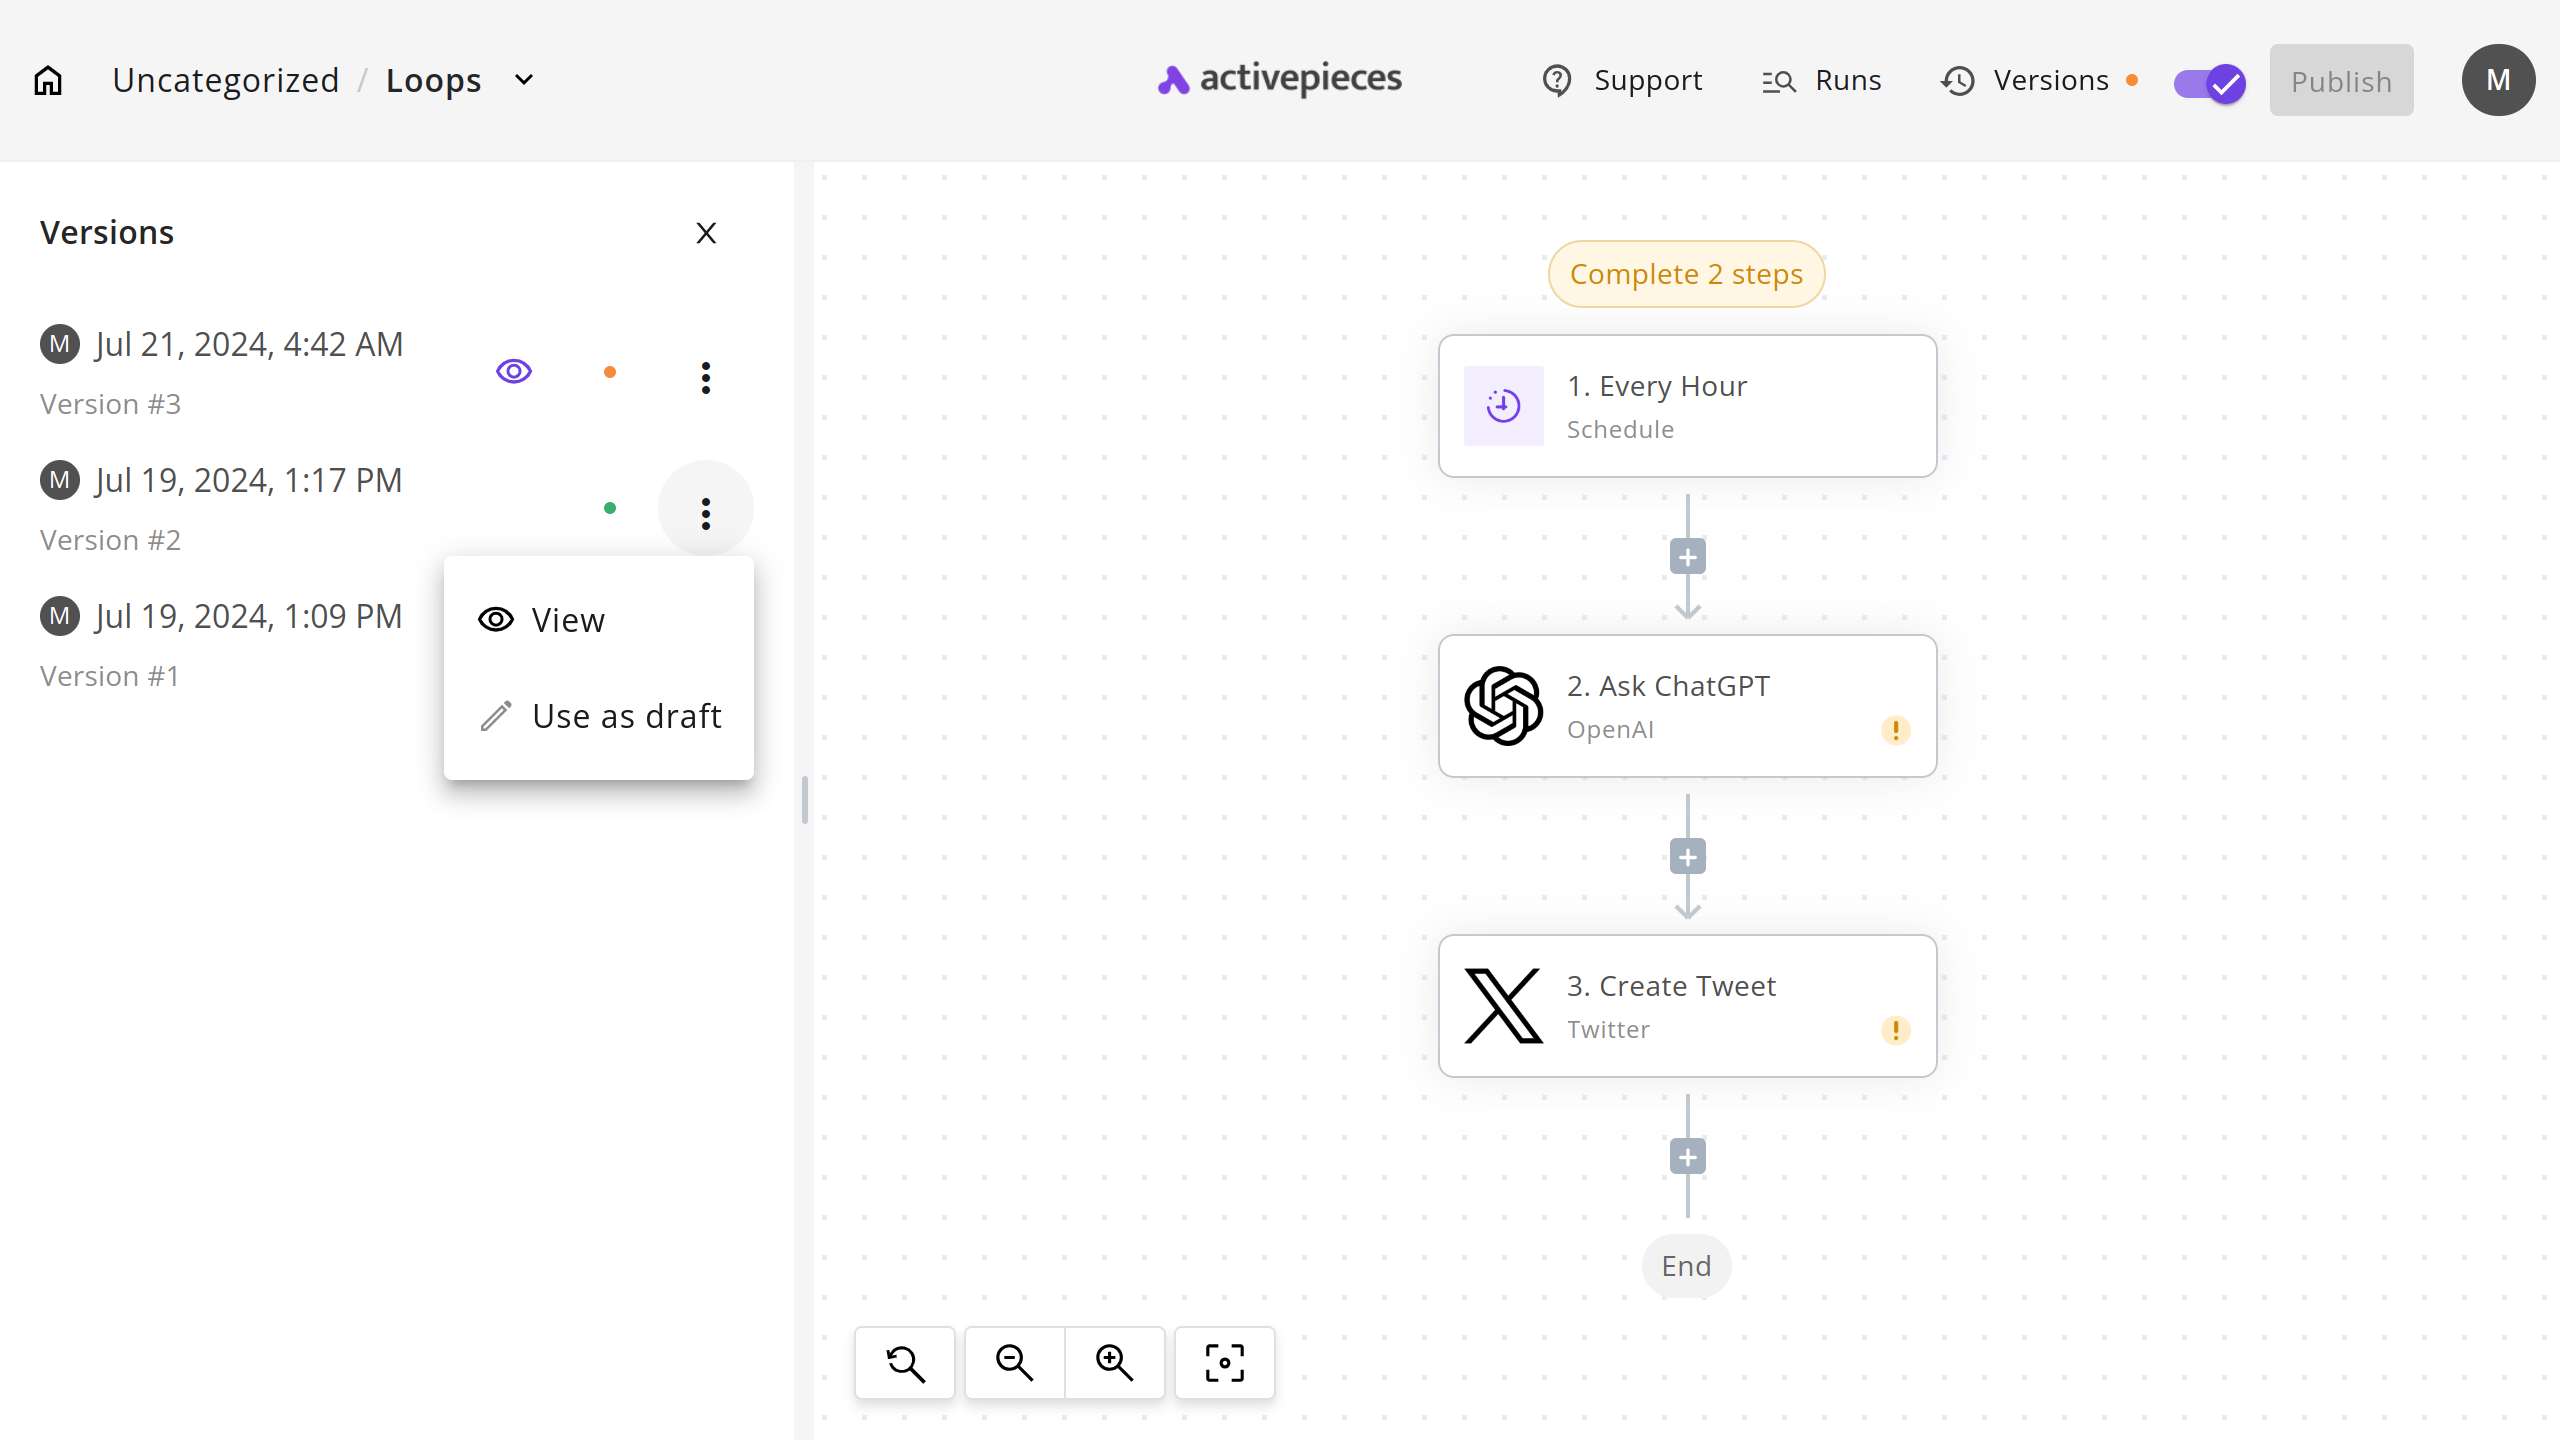 Uncategorized / Loops
activepieces
Support
Runs
Versions
Publish
M
Versions
M Jul 21, 2024, 4:42 AM
Version #3
M Jul 19, 2024, 1:17 PM
Version #2
M Jul 19, 2024, 1:09 PM
Version #1
View
Use as draft
Complete 2 steps
1. Every Hour
Schedule
2. Ask ChatGPT
OpenAI
3. Create Tweet
Twitter
End